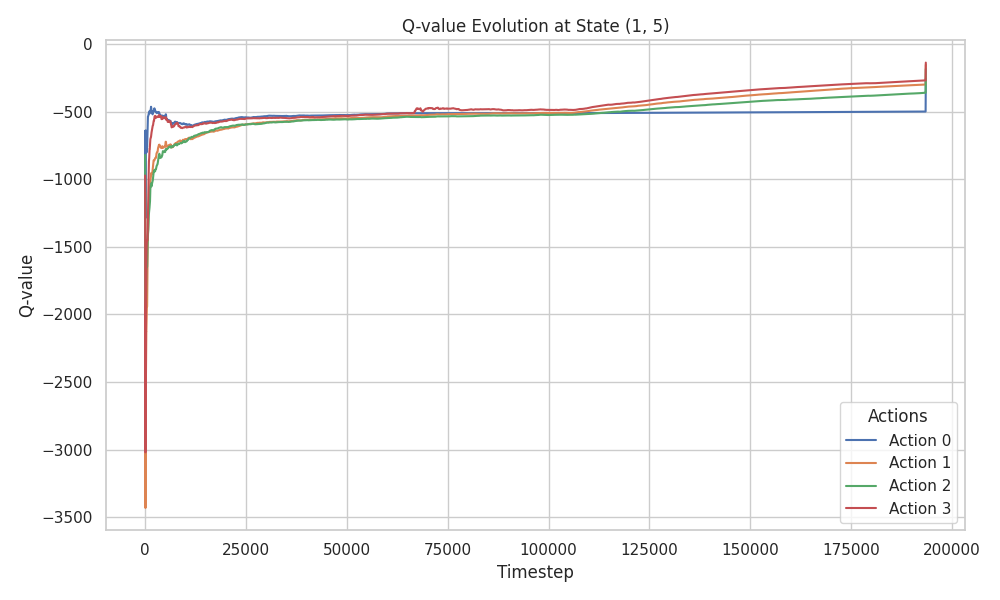 Q-value Evolution at State (1, 5)
Q-value
0
−500
−1000
−1500
−2000
−2500
−3000
−3500
0 25000 50000 75000 100000 125000 150000 175000 200000
Timestep
Actions
Action 0
Action 1
Action 2
Action 3